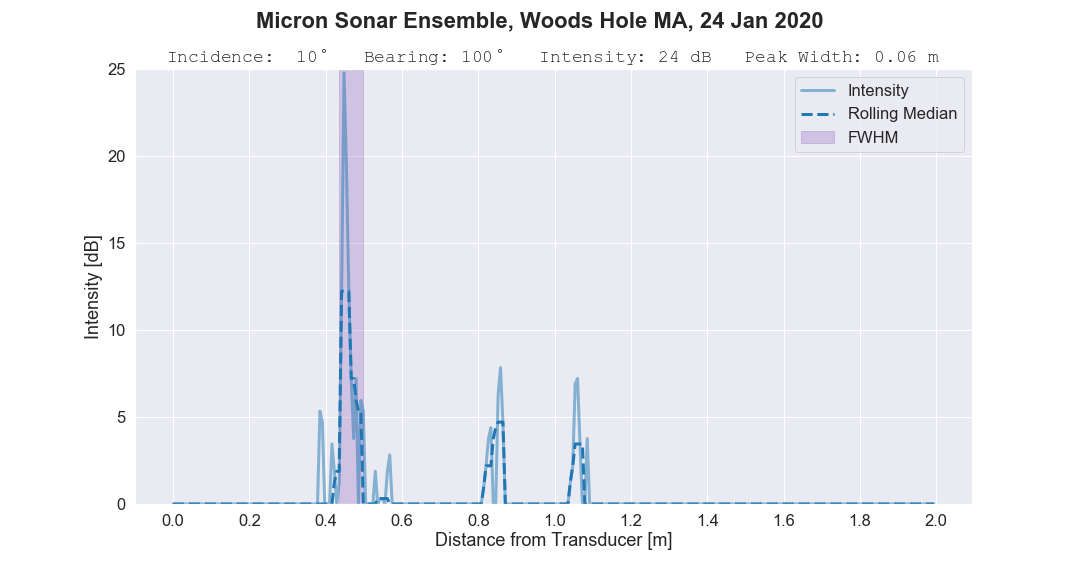 Micron Sonar Ensemble, Woods Hole MA, 24 Jan 2020
Incidence: 10° Bearing: 100° Intensity: 24 dB Peak Width: 0.06 m
Intensity
Rolling Median
FWHM
25
20
15
10
5
0
Intensity [dB]
0.0 0.2 0.4 0.6 0.8 1.0 1.2 1.4 1.6 1.8 2.0
Distance from Transducer [m]